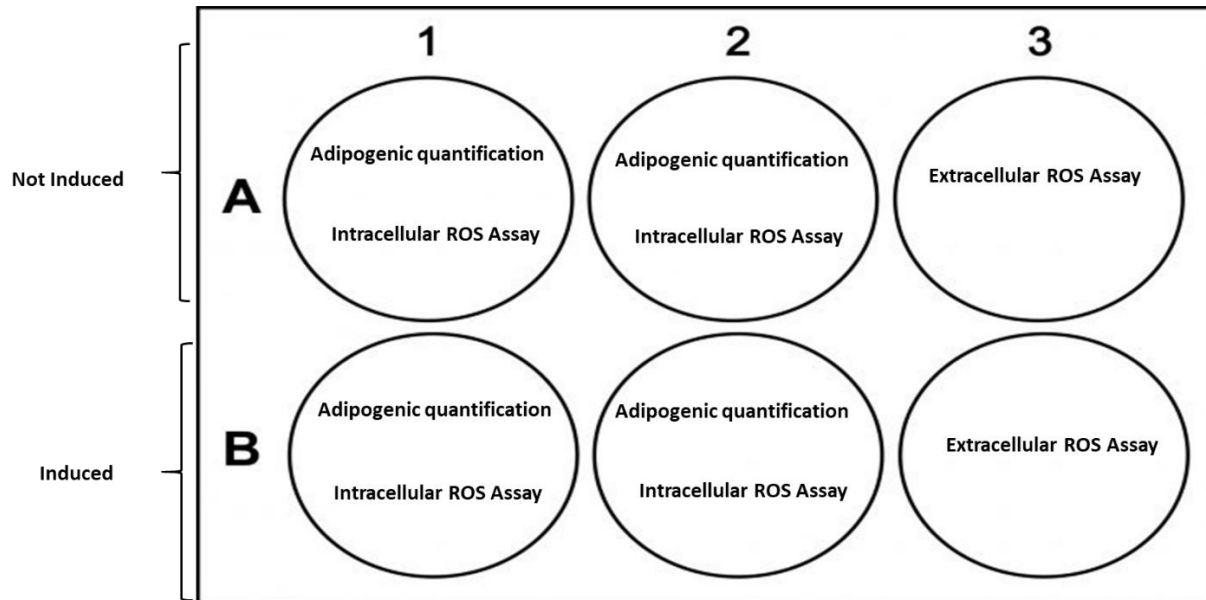 1 2 3
Not Induced
A
Adipogenic quantification
Intracellular ROS Assay
Adipogenic quantification
Intracellular ROS Assay
Extracellular ROS Assay
Induced
B
Adipogenic quantification
Intracellular ROS Assay
Adipogenic quantification
Intracellular ROS Assay
Extracellular ROS Assay